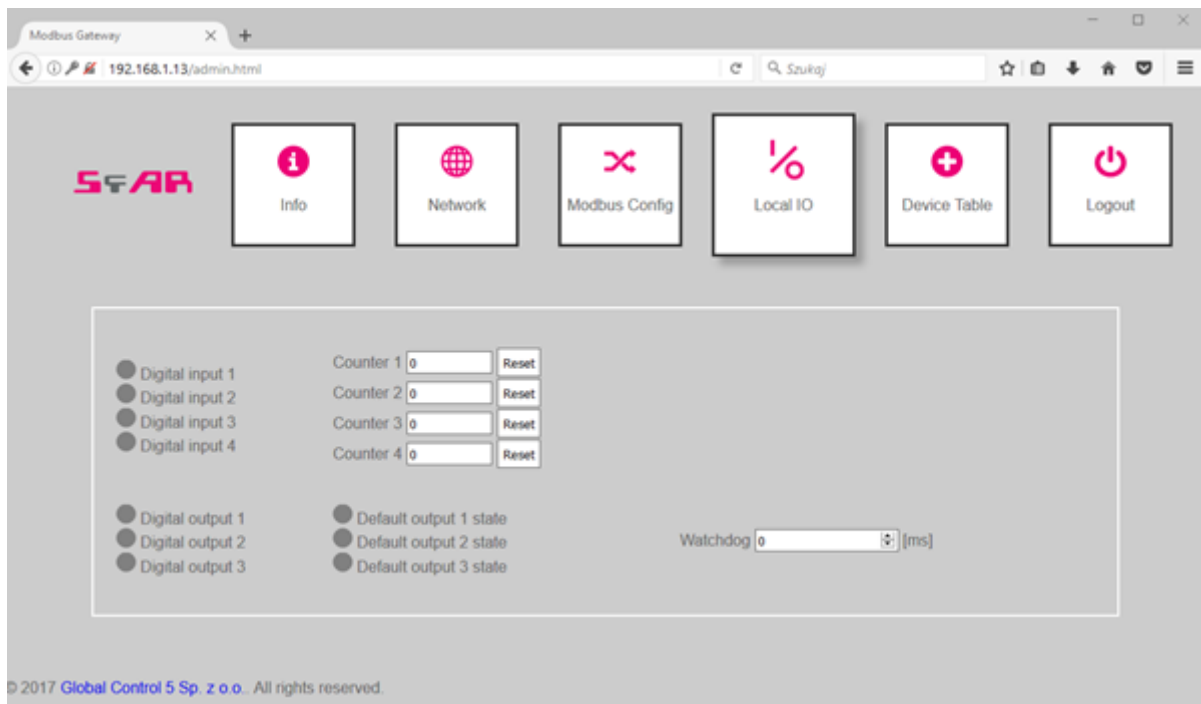 Modbus Gateway
192.168.1.13/admin.html
Szukaj
SFAR
Info
Network
Modbus Config
Local IO
Device Table
Logout
Digital input 1
Digital input 2
Digital input 3
Digital input 4
Counter 1 0 Reset
Counter 2 0 Reset
Counter 3 0 Reset
Counter 4 0 Reset
Digital output 1
Digital output 2
Digital output 3
Default output 1 state
Default output 2 state
Default output 3 state
Watchdog 0 [ms]
© 2017 Global Control 5 Sp. z o.o.. All rights reserved.